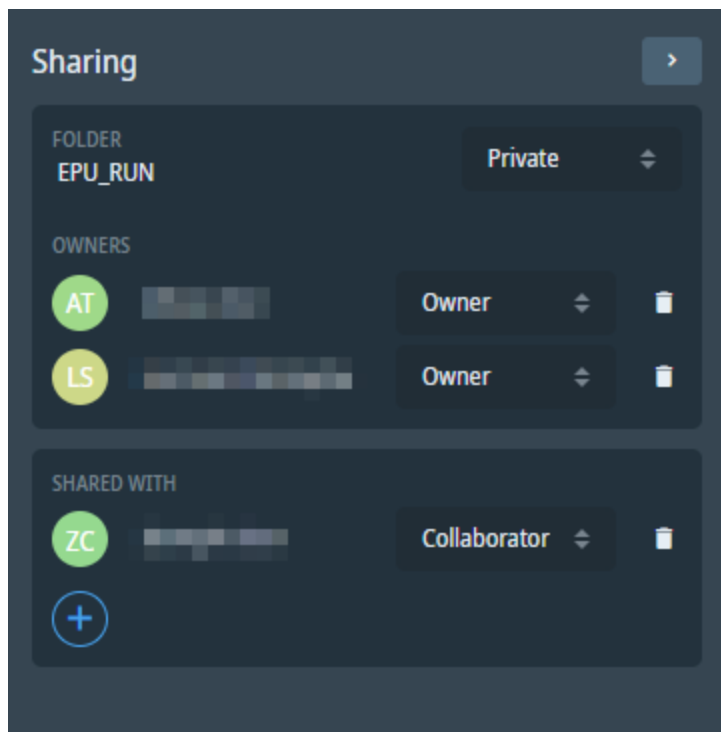 Sharing
FOLDER
EPU_RUN
Private
OWNERS
AT
Owner
LS
Owner
SHARED WITH
ZC
Collaborator